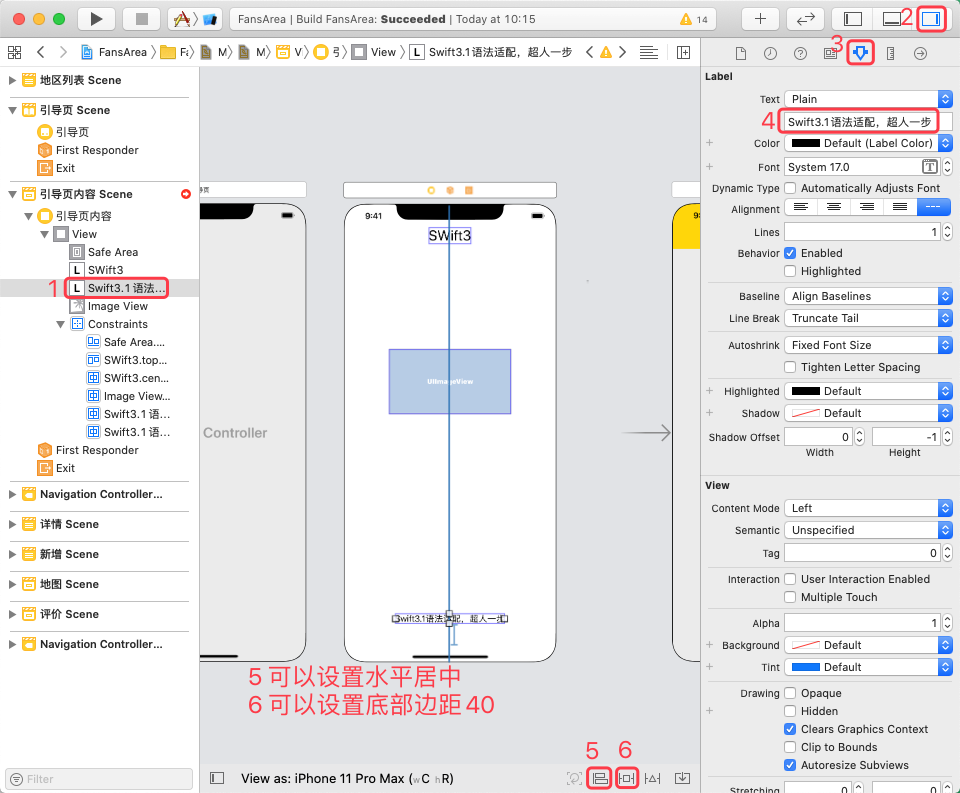 FansArea | Build FansArea: Succeeded | Today at 10:15
14
2
FansArea
Fa
M
M
V
引
View
L
Swift3.1语法适配，超人一步
3
地区列表 Scene
引导页 Scene
引导页
First Responder
Exit
引导页内容 Scene
引导页内容
View
Safe Area
L SWift3
1
L Swift3.1 语法...
Image View
Constraints
Safe Area....
SWift3.top...
SWift3.cen...
Image View...
Swift3.1 语...
Swift3.1 语...
First Responder
Exit
Navigation Controller...
详情 Scene
新增 Scene
地图 Scene
评价 Scene
Navigation Controller...
Filter
导页
Controller
9:41
SWift3
UIImageView
Swift3.1语法适配，超人一步
9:
5 可以设置水平居中
6 可以设置底部边距40
5
6
View as: iPhone 11 Pro Max (wC hR)
Label
Text Plain
4
Swift3.1语法适配，超人一步
+ Color Default (Label Color)
+ Font System 17.0 T
Dynamic Type Automatically Adjusts Font
Alignment
Lines 1
Behavior Enabled
Highlighted
Baseline Align Baselines
Line Break Truncate Tail
Autoshrink Fixed Font Size
Tighten Letter Spacing
+ Highlighted Default
+ Shadow Default
Shadow Offset 0 -1
Width Height
View
Content Mode Left
Semantic Unspecified
Tag 0
Interaction User Interaction Enabled
Multiple Touch
Alpha 1
+ Background Default
+ Tint Default
Drawing Opaque
+ Hidden
Clears Graphics Context
Clip to Bounds
Autoresize Subviews
Stretching 0 0